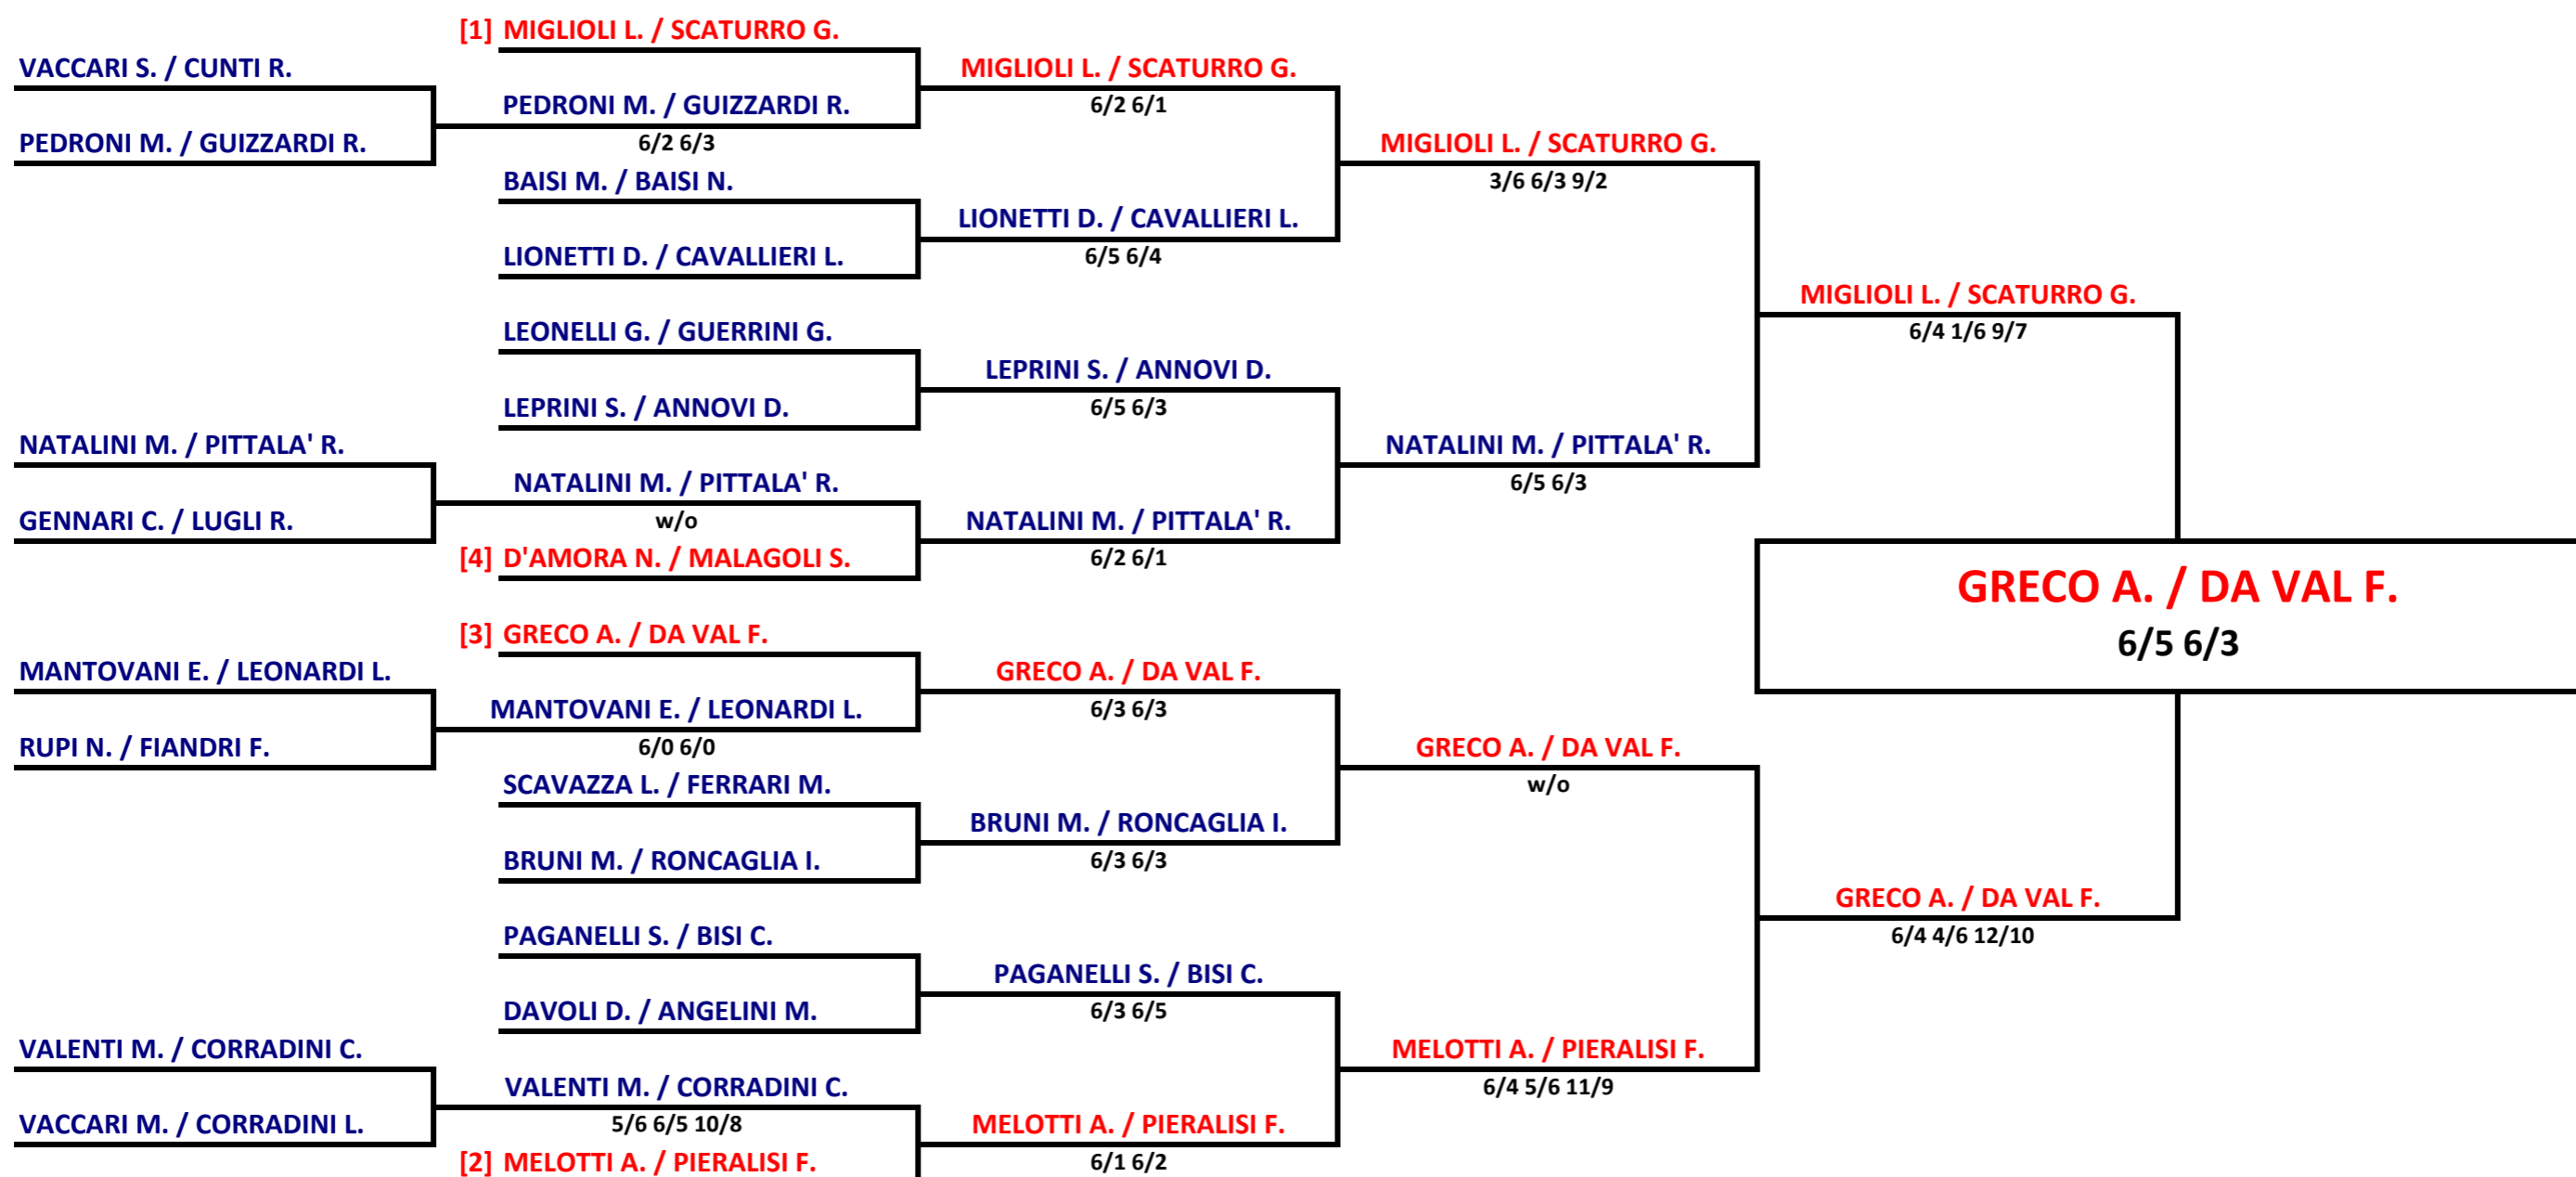 VACCARI S. / CUNTI R.
PEDRONI M. / GUIZZARDI R.
NATALINI M. / PITTALA' R.
GENNARI C. / LUGLI R.
MANTOVANI E. / LEONARDI L.
RUPI N. / FIANDRI F.
VALENTI M. / CORRADINI C.
VACCARI M. / CORRADINI L.
[1] MIGLIOLI L. / SCATURRO G.
PEDRONI M. / GUIZZARDI R.
6/2 6/3
BAISI M. / BAISI N.
LIONETTI D. / CAVALLIERI L.
LEONELLI G. / GUERRINI G.
LEPRINI S. / ANNOVI D.
NATALINI M. / PITTALA' R.
w/o
[4] D'AMORA N. / MALAGOLI S.
[3] GRECO A. / DA VAL F.
MANTOVANI E. / LEONARDI L.
6/0 6/0
SCAVAZZA L. / FERRARI M.
BRUNI M. / RONCAGLIA I.
PAGANELLI S. / BISI C.
DAVOLI D. / ANGELINI M.
VALENTI M. / CORRADINI C.
5/6 6/5 10/8
[2] MELOTTI A. / PIERALISI F.
MIGLIOLI L. / SCATURRO G.
6/2 6/1
LIONETTI D. / CAVALLIERI L.
6/5 6/4
LEPRINI S. / ANNOVI D.
6/5 6/3
NATALINI M. / PITTALA' R.
6/2 6/1
GRECO A. / DA VAL F.
6/3 6/3
BRUNI M. / RONCAGLIA I.
6/3 6/3
PAGANELLI S. / BISI C.
6/3 6/5
MELOTTI A. / PIERALISI F.
6/1 6/2
MIGLIOLI L. / SCATURRO G.
3/6 6/3 9/2
NATALINI M. / PITTALA' R.
6/5 6/3
GRECO A. / DA VAL F.
w/o
MELOTTI A. / PIERALISI F.
6/4 5/6 11/9
MIGLIOLI L. / SCATURRO G.
6/4 1/6 9/7
GRECO A. / DA VAL F.
6/4 4/6 12/10
GRECO A. / DA VAL F.
6/5 6/3